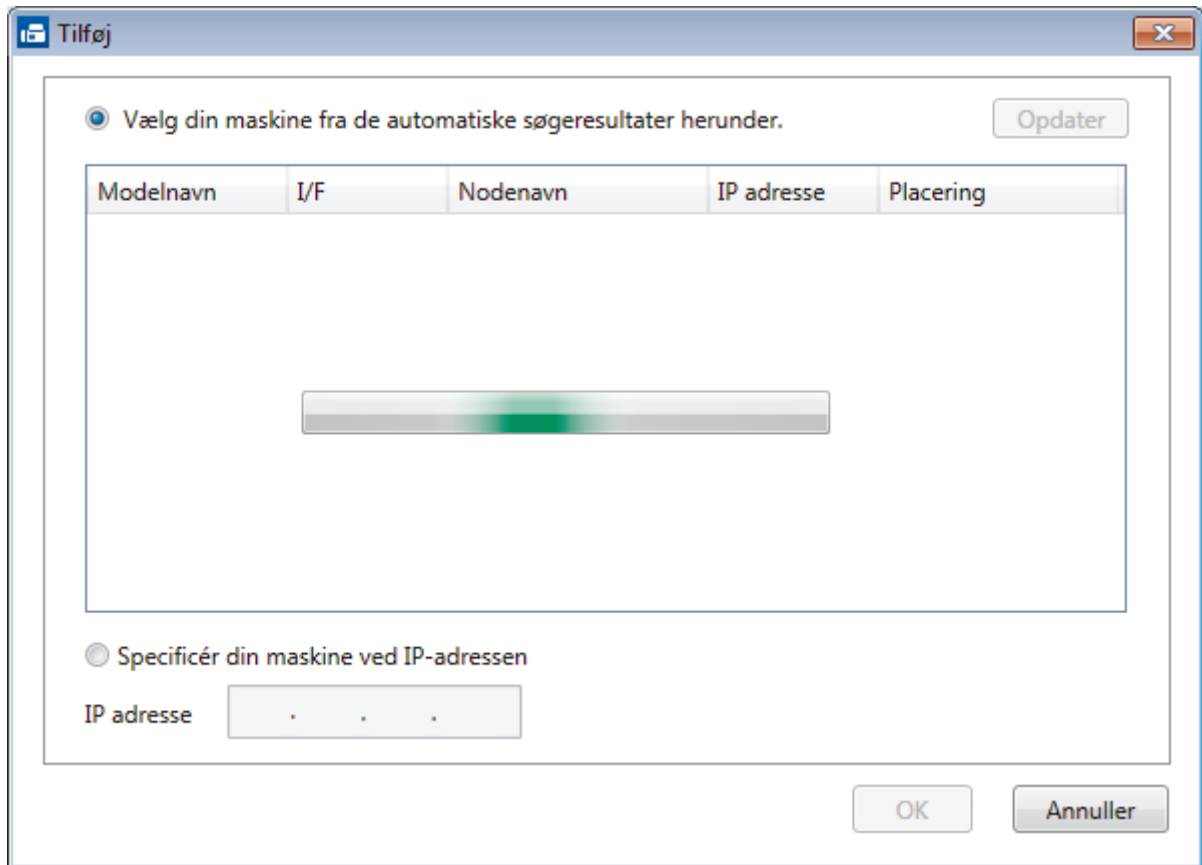 Tilføj
Vælg din maskine fra de automatiske søgeresultater herunder. Opdater
Modelnavn I/F Nodenavn IP adresse Placering
Specificér din maskine ved IP-adressen
IP adresse . . .
OK Annuller